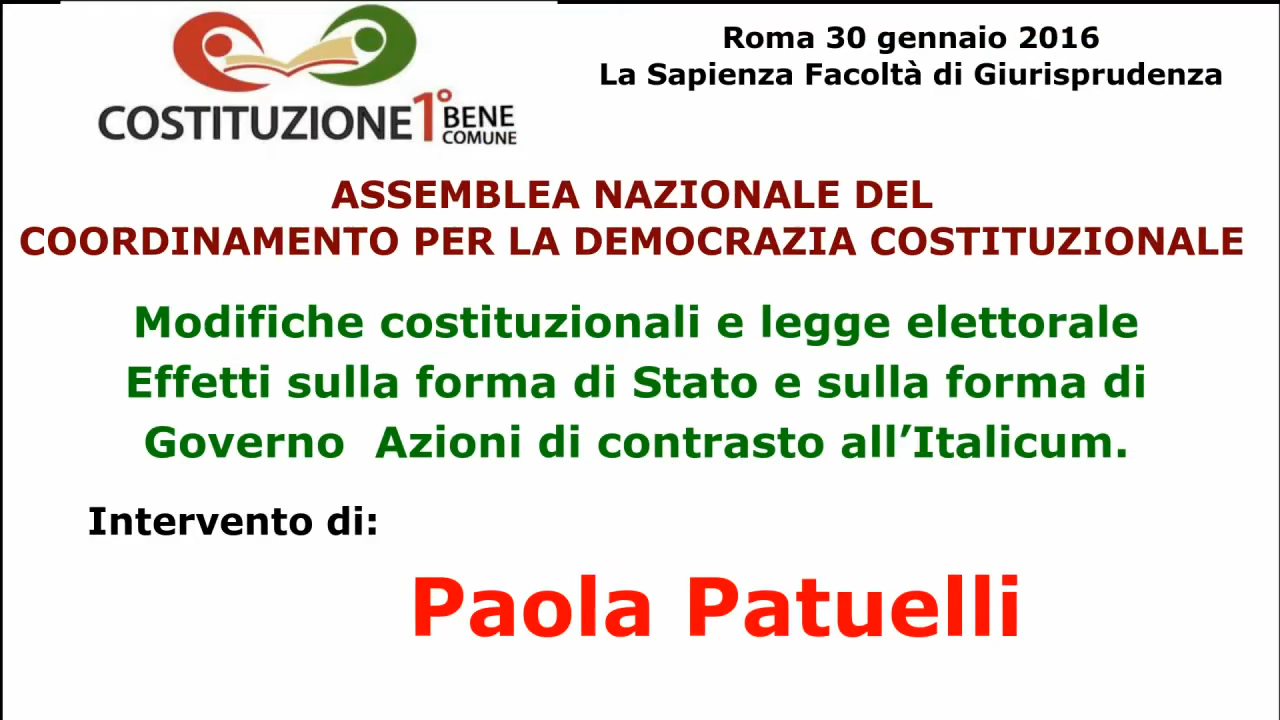 COSTITUZIONE 1° BENE COMUNE
Roma 30 gennaio 2016
La Sapienza Facoltà di Giurisprudenza
ASSEMBLEA NAZIONALE DEL
COORDINAMENTO PER LA DEMOCRAZIA COSTITUZIONALE
Modifiche costituzionali e legge elettorale
Effetti sulla forma di Stato e sulla forma di
Governo  Azioni di contrasto all’Italicum.
Intervento di:
Paola Patuelli